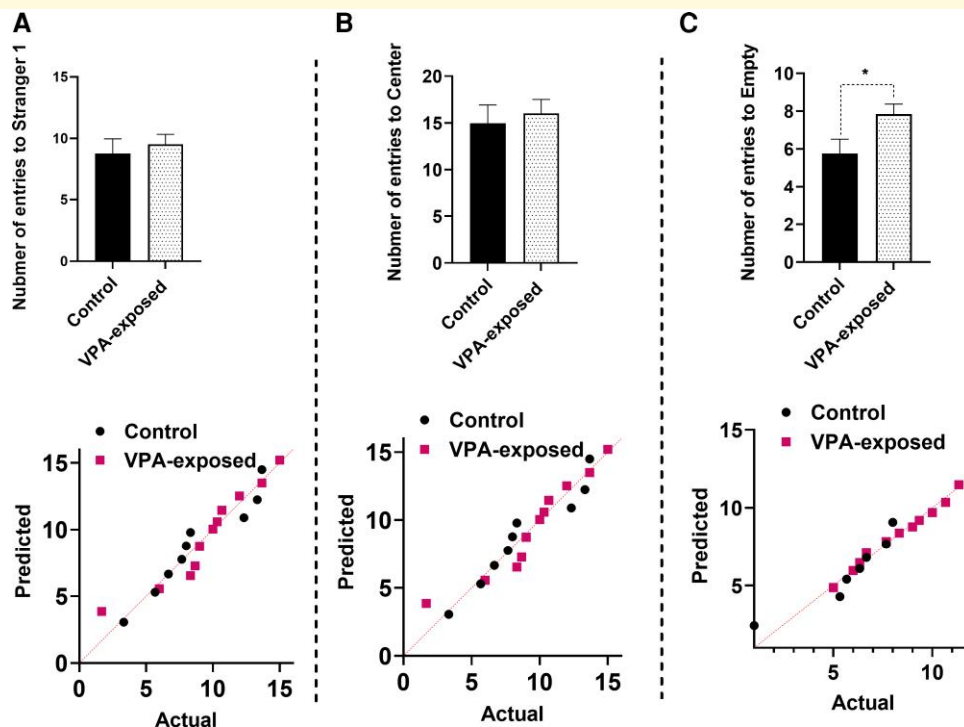 A
Nubmer of entries to Stranger 1
15
10
5
0
Control
VPA-exposed
Control
VPA-exposed
Predicted
15
10
5
0
0
5
10
15
Actual
B
Nubmer of entries to Center
20
15
10
5
0
Control
VPA-exposed
Control
VPA-exposed
Predicted
15
10
5
0
0
5
10
15
Actual
C
Nubmer of entries to Empty
10
8
6
4
2
0
*
Control
VPA-exposed
Control
VPA-exposed
Predicted
15
10
5
5
10
Actual